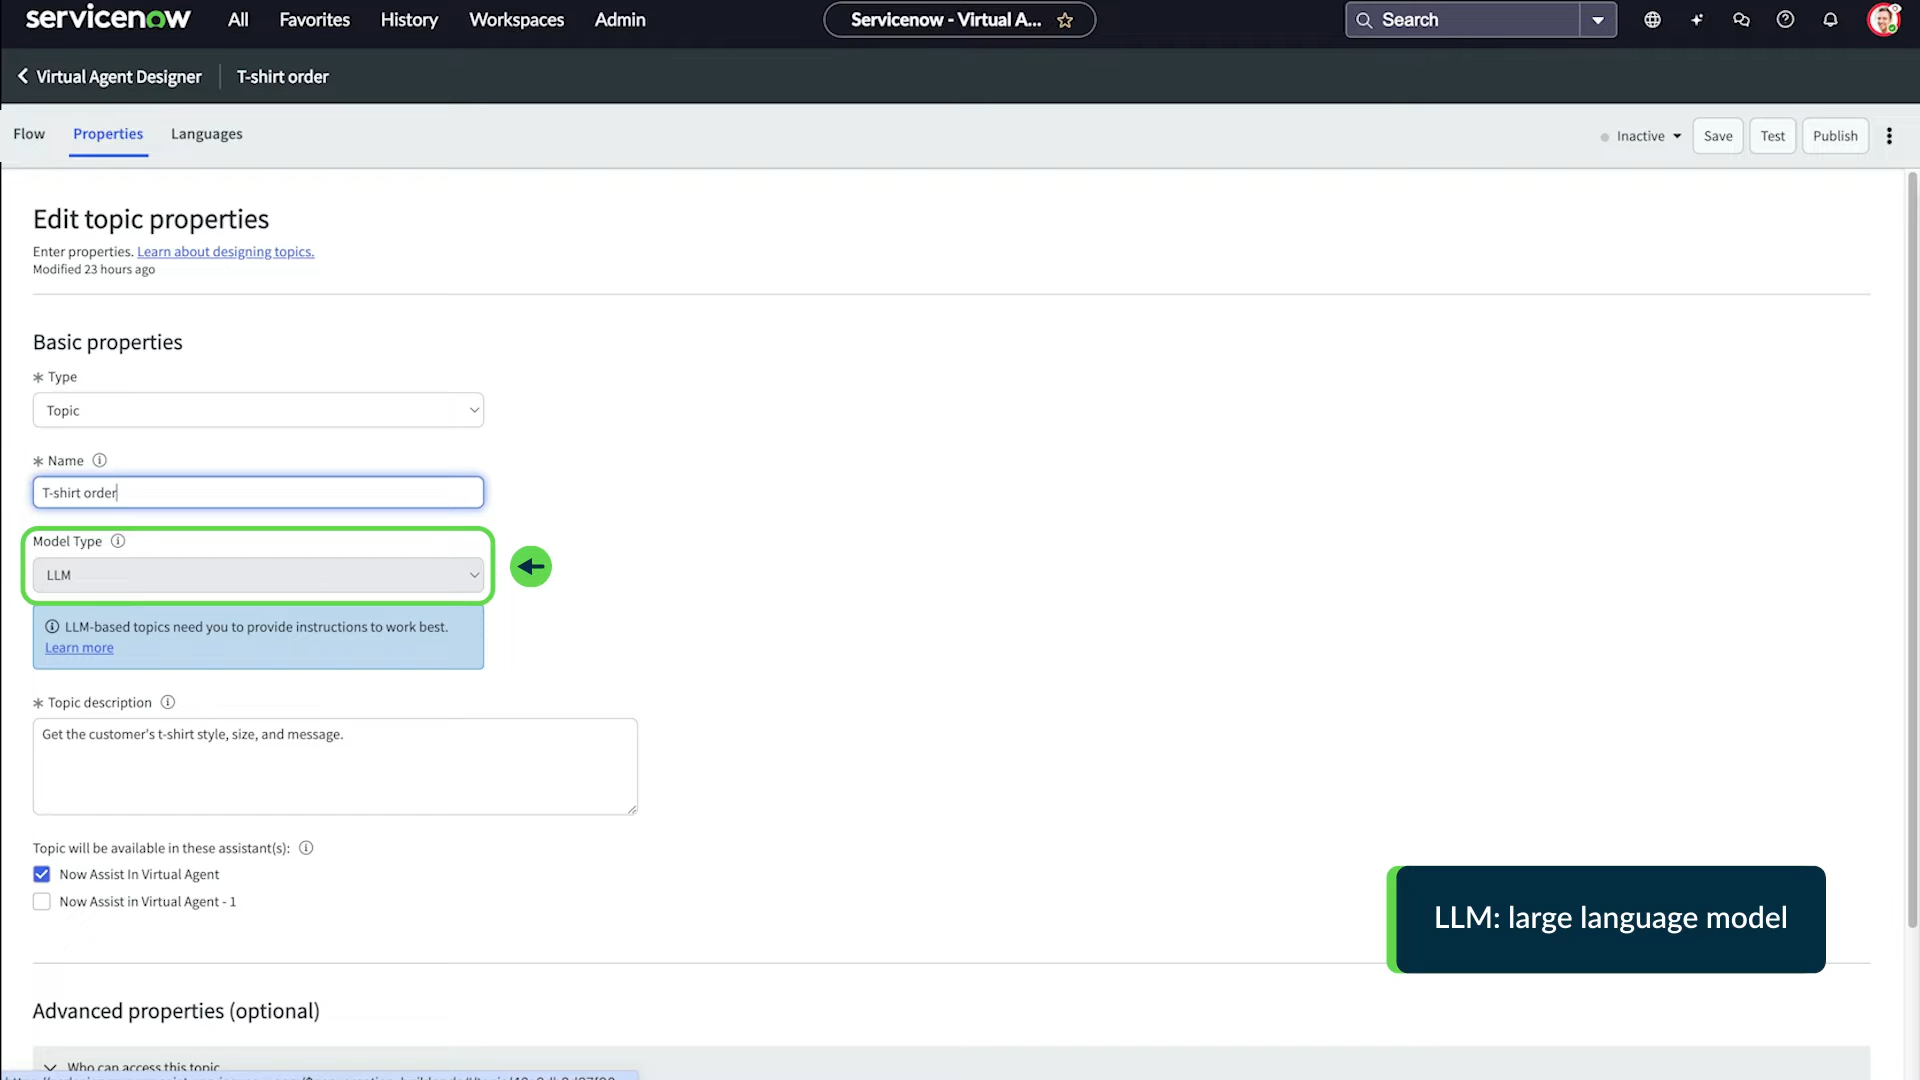 servicenow
All
Favorites
History
Workspaces
Admin
Servicenow - Virtual A...
Search
Virtual Agent Designer
T-shirt order
Flow
Properties
Languages
Inactive
Save
Test
Publish
Edit topic properties
Enter properties. Learn about designing topics.
Modified 23 hours ago
Basic properties
* Type
Topic
* Name
T-shirt order
Model Type
LLM
LLM-based topics need you to provide instructions to work best.
Learn more
* Topic description
Get the customer's t-shirt style, size, and message.
Topic will be available in these assistant(s):
Now Assist In Virtual Agent
Now Assist in Virtual Agent - 1
LLM: large language model
Advanced properties (optional)
Who can access this topic